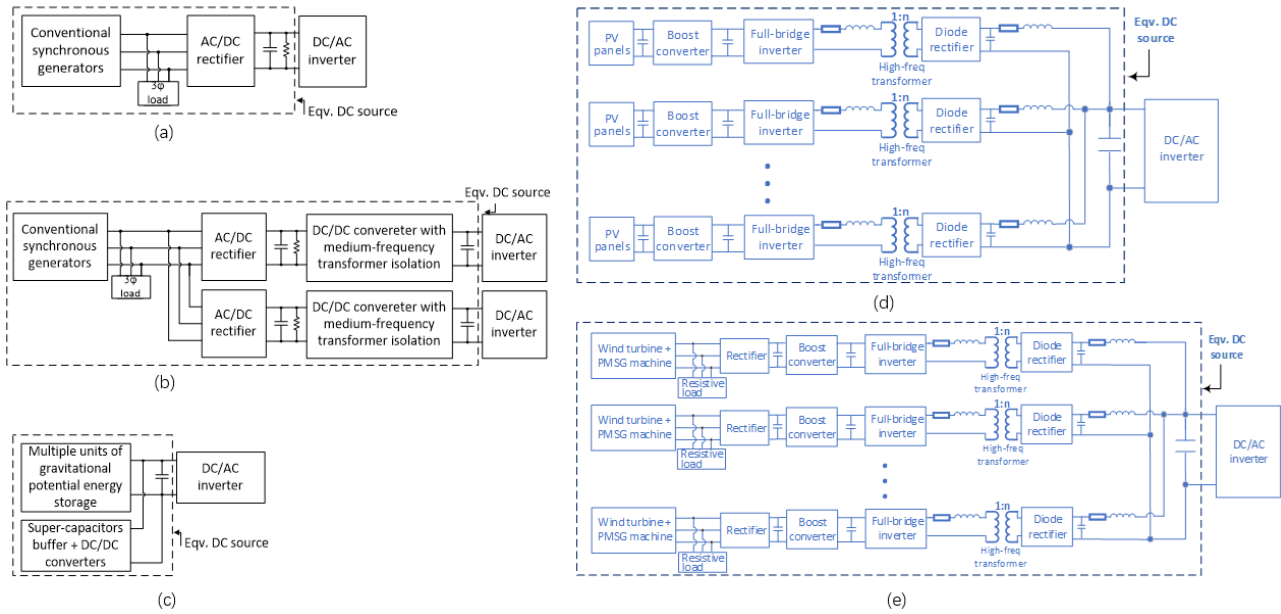 Conventional
synchronous
generators
3φ
load
AC/DC
rectifier
DC/AC
inverter
Eqv. DC source
(a)
Eqv. DC source
Conventional
synchronous
generators
3φ
load
AC/DC
rectifier
DC/DC convereter with
medium-frequency
transformer isolation
DC/AC
inverter
AC/DC
rectifier
DC/DC convereter with
medium-frequency
transformer isolation
DC/AC
inverter
(b)
Multiple units of
gravitational
potential energy
storage
DC/AC
inverter
Super-capacitors
buffer + DC/DC
converters
Eqv. DC source
(c)
PV
panels
Boost
converter
Full-bridge
inverter
1:n
High-freq
transformer
Diode
rectifier
Eqv. DC
source
PV
panels
Boost
converter
Full-bridge
inverter
1:n
High-freq
transformer
Diode
rectifier
DC/AC
inverter
PV
panels
Boost
converter
Full-bridge
inverter
1:n
High-freq
transformer
Diode
rectifier
(d)
Wind turbine +
PMSG machine
Resistive
load
Rectifier
Boost
converter
Full-bridge
inverter
1:n
High-freq
transformer
Diode
rectifier
Eqv. DC
source
Wind turbine +
PMSG machine
Resistive
load
Rectifier
Boost
converter
Full-bridge
inverter
1:n
High-freq
transformer
Diode
rectifier
DC/AC
inverter
Wind turbine +
PMSG machine
Resistive
load
Rectifier
Boost
converter
Full-bridge
inverter
1:n
High-freq
transformer
Diode
rectifier
(e)